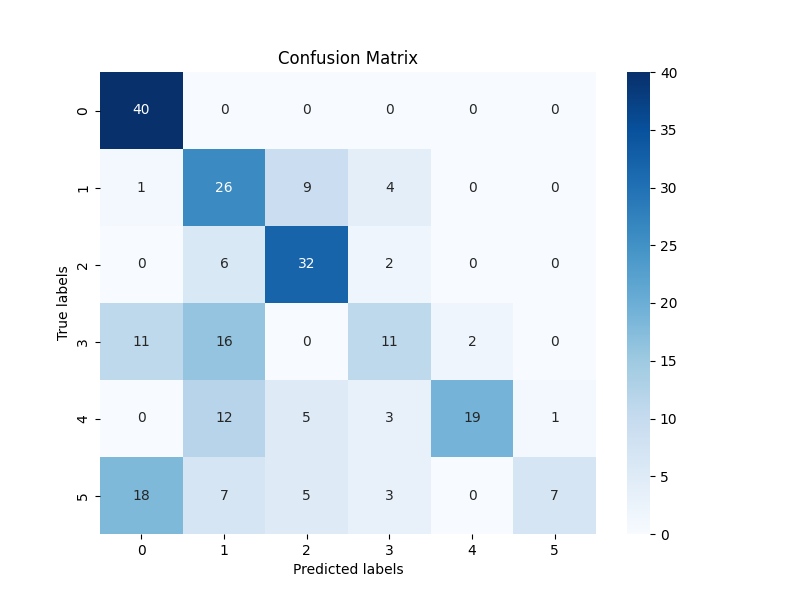 Confusion Matrix
True labels
0 40 0 0 0 0 0
1 1 26 9 4 0 0
2 0 6 32 2 0 0
3 11 16 0 11 2 0
4 0 12 5 3 19 1
5 18 7 5 3 0 7
0 1 2 3 4 5
Predicted labels
40
35
30
25
20
15
10
5
0